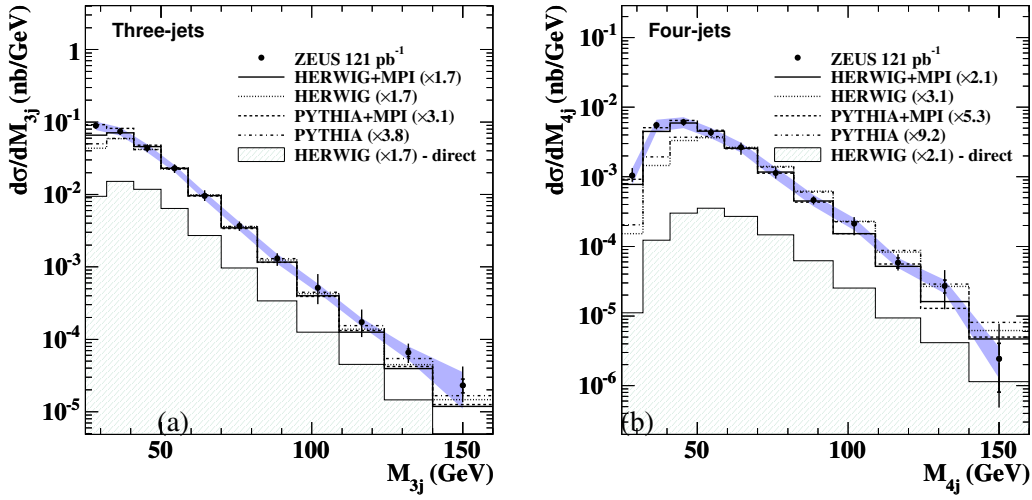 Three-jets
dσ/dM3j (nb/GeV)
ZEUS 121 pb-1
HERWIG+MPI (×1.7)
HERWIG (×1.7)
PYTHIA+MPI (×3.1)
PYTHIA (×3.8)
HERWIG (×1.7) - direct
1
10-1
10-2
10-3
10-4
10-5
(a)
50 100 150
M3j (GeV)
Four-jets
dσ/dM4j (nb/GeV)
ZEUS 121 pb-1
HERWIG+MPI (×2.1)
HERWIG (×3.1)
PYTHIA+MPI (×5.3)
PYTHIA (×9.2)
HERWIG (×2.1) - direct
10-1
10-2
10-3
10-4
10-5
10-6
(b)
50 100 150
M4j (GeV)